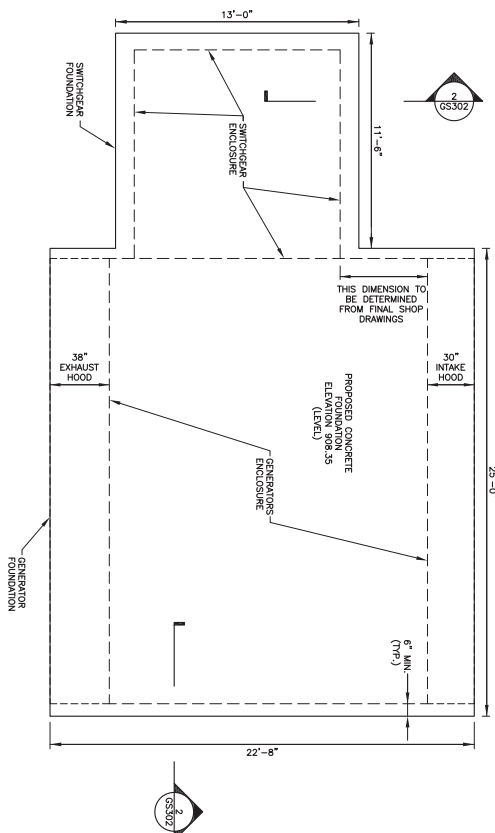 13'-0"
SWITCHGEAR
FOUNDATION
11'-6"
2
GS302
SWITCHGEAR
ENCLOSURE
THIS DIMENSION TO
BE DETERMINED
FROM FINAL SHOP
DRAWINGS
38"
EXHAUST
HOOD
30"
INTAKE
HOOD
PROPOSED CONCRETE
FOUNDATION
ELEVATION 908.35
(LEVEL)
GENERATORS
ENCLOSURE
25'-0
GENERATOR
FOUNDATION
6" MIN.
(TYP.)
22'-8"
2
GS302